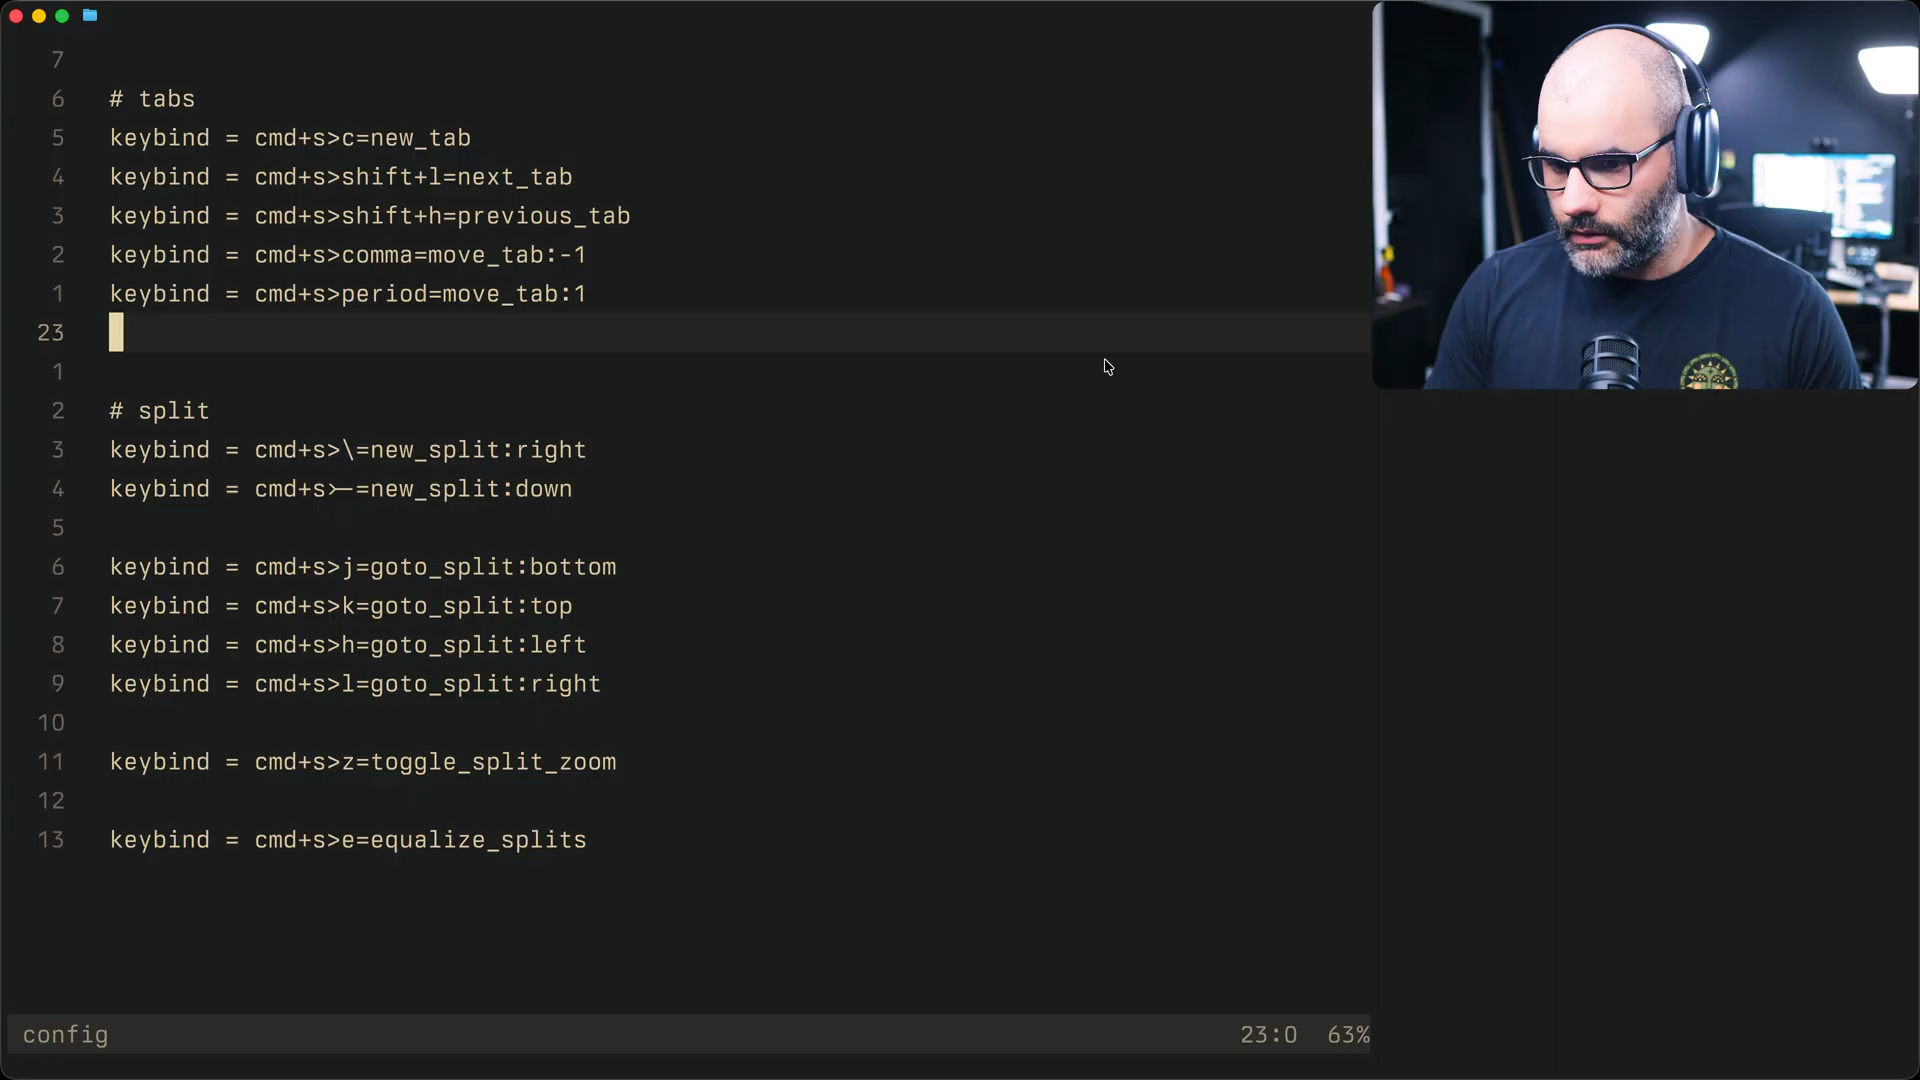 7
6 # tabs
5 keybind = cmd+s>c=new_tab
4 keybind = cmd+s>shift+l=next_tab
3 keybind = cmd+s>shift+h=previous_tab
2 keybind = cmd+s>comma=move_tab:-1
1 keybind = cmd+s>period=move_tab:1
23
1
2 # split
3 keybind = cmd+s>\=new_split:right
4 keybind = cmd+s>-=new_split:down
5
6 keybind = cmd+s>j=goto_split:bottom
7 keybind = cmd+s>k=goto_split:top
8 keybind = cmd+s>h=goto_split:left
9 keybind = cmd+s>l=goto_split:right
10
11 keybind = cmd+s>z=toggle_split_zoom
12
13 keybind = cmd+s>e=equalize_splits
config 23:0 63%